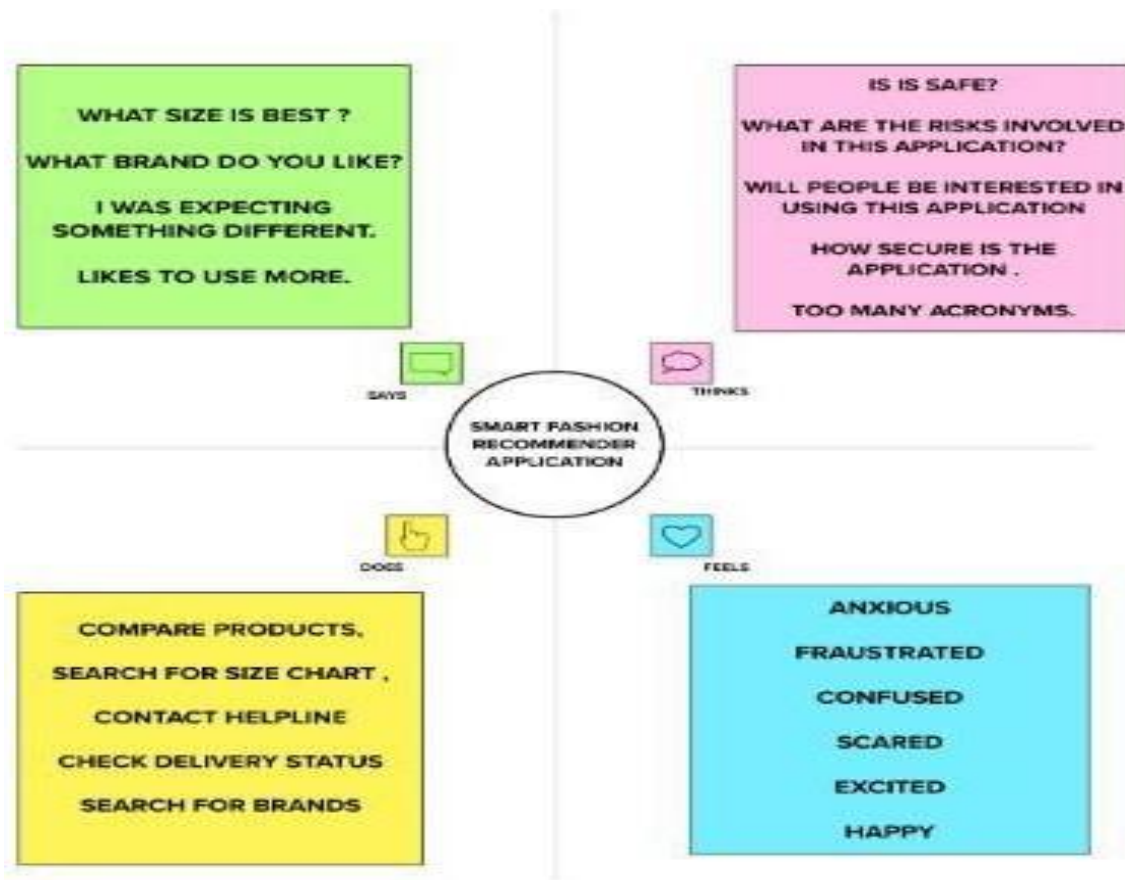 WHAT SIZE IS BEST ?
WHAT BRAND DO YOU LIKE?
I WAS EXPECTING
SOMETHING DIFFERENT.
LIKES TO USE MORE.
IS IS SAFE?
WHAT ARE THE RISKS INVOLVED
IN THIS APPLICATION?
WILL PEOPLE BE INTERESTED IN
USING THIS APPLICATION
HOW SECURE IS THE
APPLICATION .
TOO MANY ACRONYMS.
SAYS
THINKS
SMART FASHION
RECOMMENDER
APPLICATION
DOES
FEELS
COMPARE PRODUCTS,
SEARCH FOR SIZE CHART ,
CONTACT HELPLINE
CHECK DELIVERY STATUS
SEARCH FOR BRANDS
ANXIOUS
FRAUSTRATED
CONFUSED
SCARED
EXCITED
HAPPY